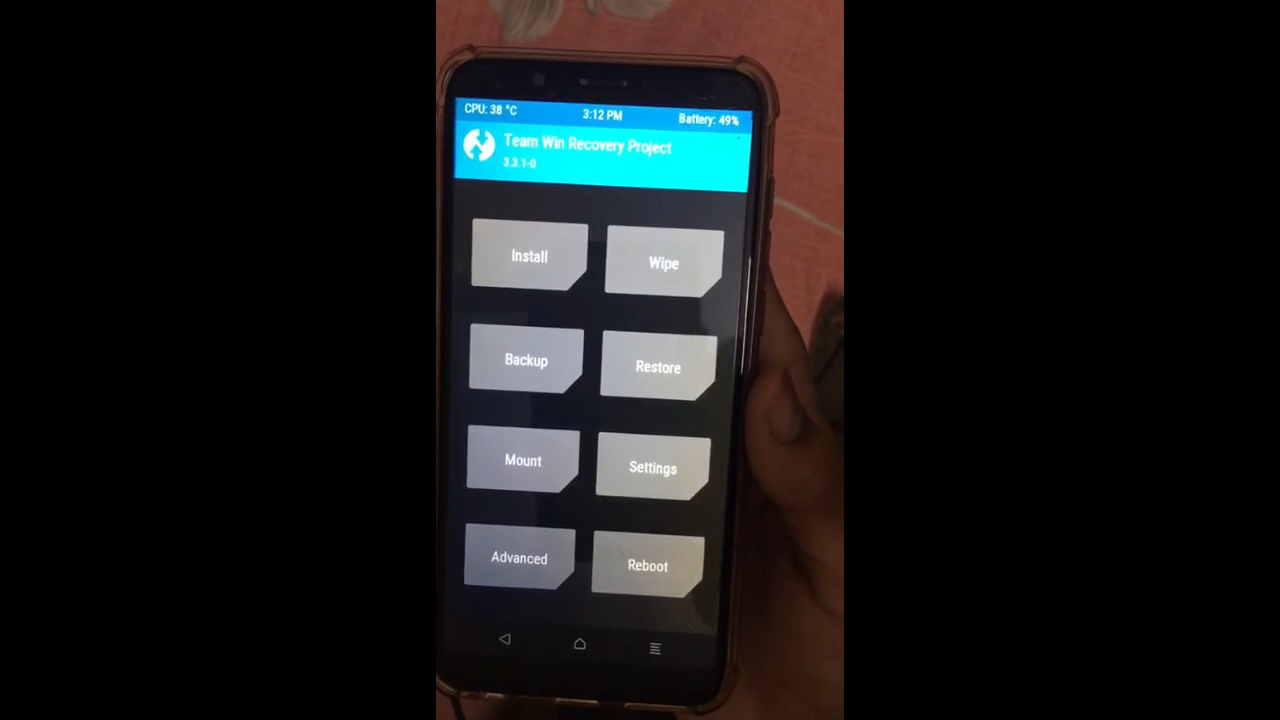 CPU: 38 °C 3:12 PM Battery: 49%
Team Win Recovery Project
3.3.1-0
Install Wipe
Backup Restore
Mount Settings
Advanced Reboot